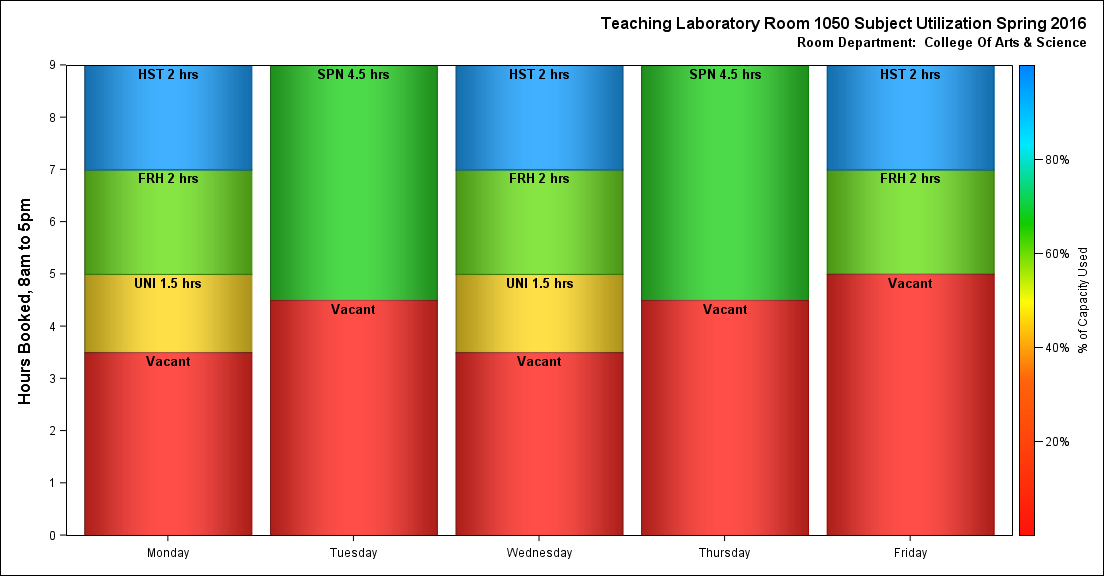 Teaching Laboratory Room 1050 Subject Utilization Spring 2016
Room Department:  College Of Arts & Science
Hours Booked, 8am to 5pm
9
8
7
6
5
4
3
2
1
0
HST 2 hrs
FRH 2 hrs
UNI 1.5 hrs
Vacant
SPN 4.5 hrs
Vacant
HST 2 hrs
FRH 2 hrs
UNI 1.5 hrs
Vacant
SPN 4.5 hrs
Vacant
HST 2 hrs
FRH 2 hrs
Vacant
Monday
Tuesday
Wednesday
Thursday
Friday
80%
60%
40%
20%
% of Capacity Used